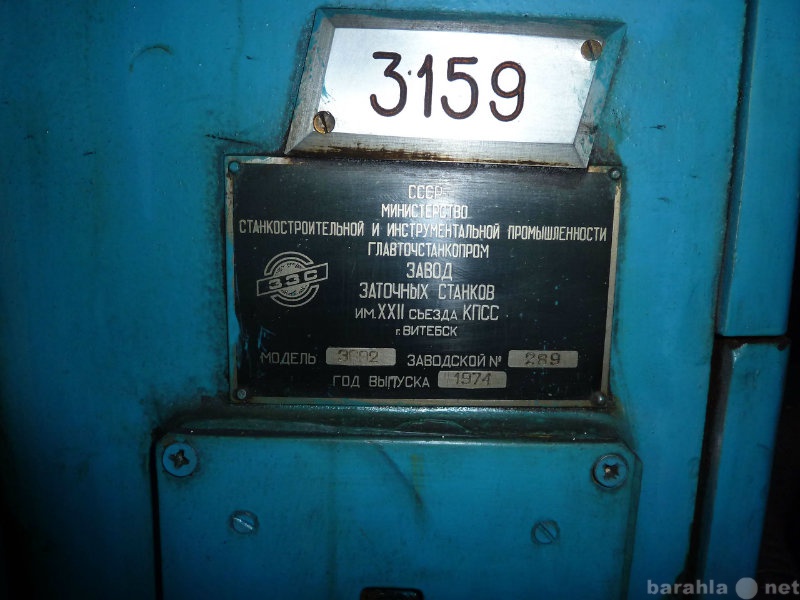 3159
СССР
МИНИСТЕРСТВО
СТАНКОСТРОИТЕЛЬНОЙ И ИНСТРУМЕНТАЛЬНОЙ ПРОМЫШЛЕННОСТИ
ГЛАВТОЧСТАНКОПРОМ
ЗЗС
ЗАВОД
ЗАТОЧНЫХ СТАНКОВ
ИМ. XXII СЪЕЗДА КПСС
г. ВИТЕБСК
МОДЕЛЬ ЗАВОДСКОЙ № 289
ГОД ВЫПУСКА 1974
barahla net